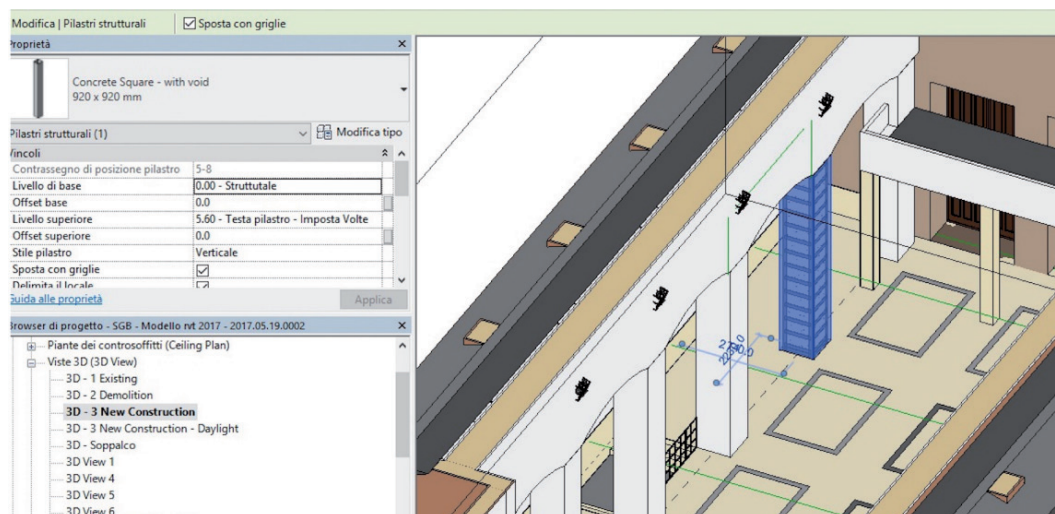 Modifica | Pilastri strutturali
Sposta con griglie
Proprietà
Concrete Square - with void
920 x 920 mm
Pilastri strutturali (1)
Modifica tipo
Vincoli
Contrassegno di posizione pilastro 5-8
Livello di base 0.00 - Struttutale
Offset base 0.0
Livello superiore 5.60 - Testa pilastro - Imposta Volte
Offset superiore 0.0
Stile pilastro Verticale
Sposta con griglie
Delimita il locale
Guida alle proprietà
Applica
Browser di progetto - SGB - Modello rvt 2017 - 2017.05.19.0002
Piante dei controsoffitti (Ceiling Plan)
Viste 3D (3D View)
3D - 1 Existing
3D - 2 Demolition
3D - 3 New Construction
3D - 3 New Construction - Daylight
3D - Soppalco
3D View 1
3D View 4
3D View 5
3D View 6